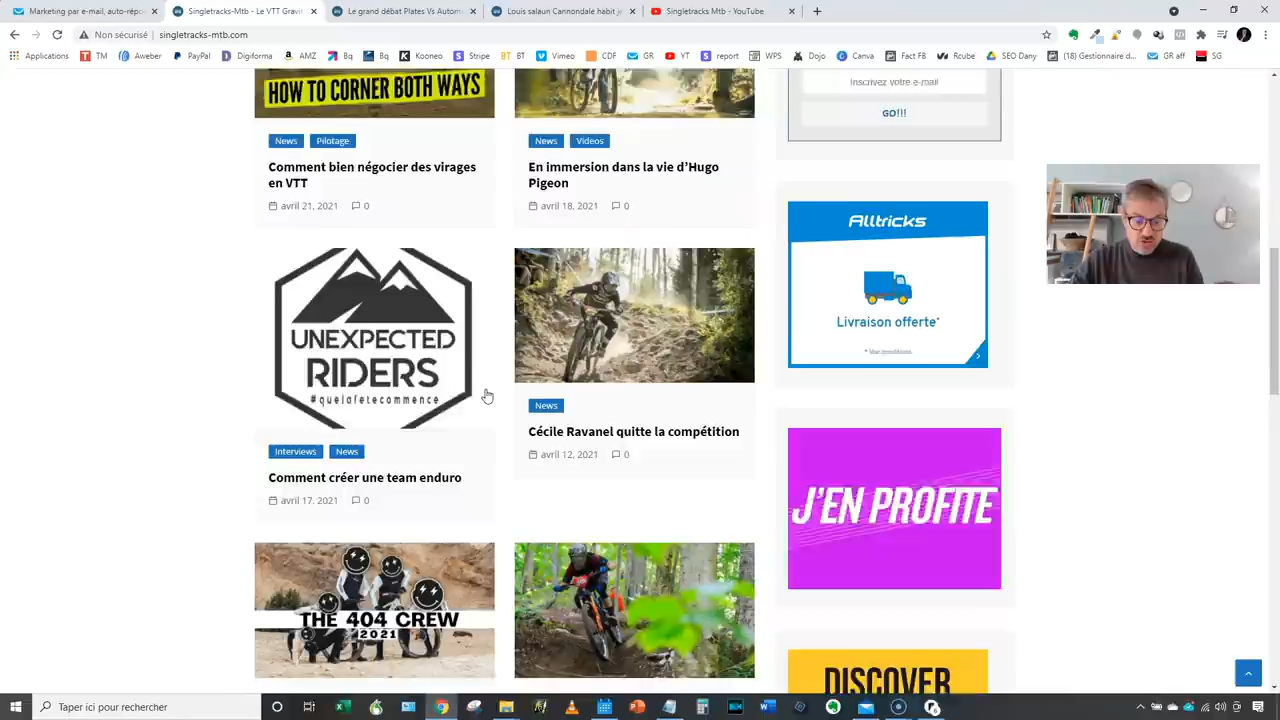 Marketing par e-mail, auto-répo
Singletracks-Mtb - Le VTT Gravi
Le grand débat Plates Vs Autom
Louis salaun Cannondale habit je
Singletracks Mtb - YouTube
Non sécurisé
singletracks-mtb.com
Applications
TM
Aweber
PayPal
Digiforma
AMZ
Bq
Bq
Kooneo
Stripe
BT
Vimeo
CDF
GR
YT
report
WPS
Dojo
Canva
Fact FB
Rcube
SEO Dany
(18) Gestionnaire d...
GR aff
SG
HOW TO CORNER BOTH WAYS
News
Pilotage
Comment bien négocier des virages
en VTT
avril 21, 2021
0
News
Videos
En immersion dans la vie d'Hugo
Pigeon
avril 18, 2021
0
UNEXPECTED
RIDERS
#quelafetecommence
Interviews
News
Comment créer une team enduro
avril 17, 2021
0
News
Cécile Ravanel quitte la compétition
avril 12, 2021
0
THE 404 CREW
2021
Inscrivez votre e-mail
GO!!!
Alltricks
Livraison offerte*
J'EN PROFITE
DISCOVER
Taper ici pour rechercher